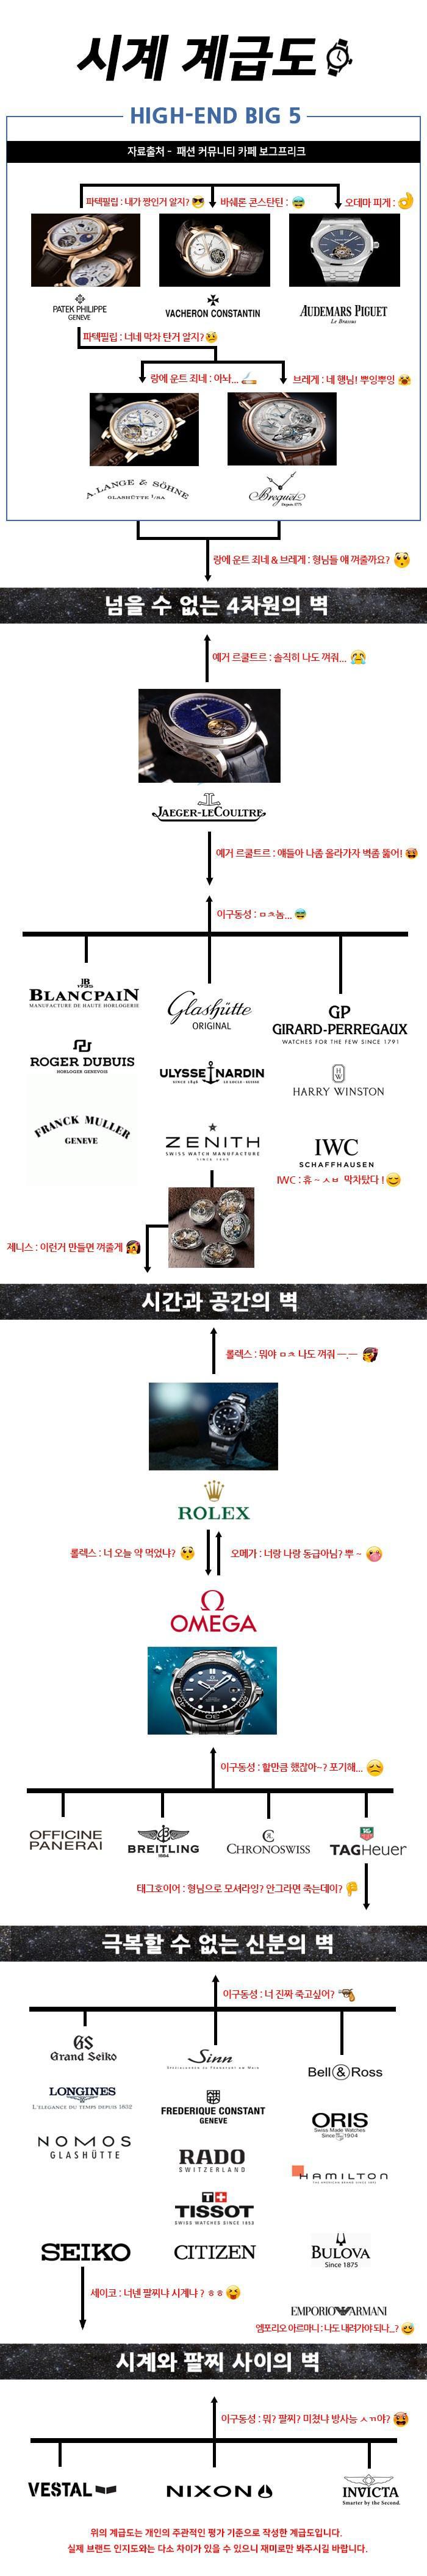 시계 계급도
HIGH-END BIG 5
자료출처 - 패션 커뮤니티 카페 보그프리크
파텍필립 : 내가 짱인거 알지?
바쉐론 콘스탄틴 :
오데마 피게 :
PATEK PHILIPPE
GENEVE
VACHERON CONSTANTIN
AUDEMARS PIGUET
Le Brassus
파텍필립 : 너네 막차 탄거 알지?
랑에 운트 죄네 : 아놔...
브레게 : 네 행님! 뿌잉뿌잉
A. LANGE & SÖHNE
GLASHÜTTE I/SA
Breguet
Depuis 1775
랑에 운트 죄네 & 브레게 : 형님들 얘 껴줄까요?
넘을 수 없는 4차원의 벽
예거 르쿨트르 : 솔직히 나도 껴줘...
JAEGER-LECOULTRE
예거 르쿨트르 : 얘들아 나좀 올라가자 벽좀 뚫어!
이구동성 : ㅁㅊ놈...
JB
1735
BLANCPAIN
MANUFACTURE DE HAUTE HORLOGERIE
Glashütte
ORIGINAL
GP
GIRARD-PERREGAUX
WATCHES FOR THE FEW SINCE 1791
ROGER DUBUIS
HORLOGER GENEVOIS
ULYSSE NARDIN
SINCE 1846 LE LOCLE - SUISSE
HW
HARRY WINSTON
FRANCK MULLER
GENEVE
ZENITH
SWISS WATCH MANUFACTURE
SINCE 1865
IWC
SCHAFFHAUSEN
IWC : 휴 ~ ㅅㅂ 막차탔다 !
제니스 : 이런거 만들면 껴줄게
시간과 공간의 벽
롤렉스 : 뭐야 ㅁㅊ 나도 껴줘 ㅡ.ㅡ
ROLEX
롤렉스 : 너 오늘 약 먹었냐?
오메가 : 너랑 나랑 동급아님? 뿌 ~
Ω
OMEGA
이구동성 : 할만큼 했잖아~? 포기해...
OFFICINE
PANERAI
BREITLING
1884
CHRONOSWISS
TAG
TAGHeuer
태그호이어 : 형님으로 모셔라잉? 안그라면 죽는데이?
극복할 수 없는 신분의 벽
이구동성 : 너 진짜 죽고싶어?
GS
Grand Seiko
Sinn
Spezialuhren zu Frankfurt am Main
Bell & Ross
LONGINES
L'ELEGANCE DU TEMPS DEPUIS 1832
FREDERIQUE CONSTANT
GENEVE
ORIS
Swiss Made Watches
Since 1904
NOMOS
GLASHÜTTE
RADO
SWITZERLAND
HAMILTON
THE AMERICAN BRAND SINCE 1892
T+
TISSOT
SWISS WATCHES SINCE 1853
SEIKO
CITIZEN
BULOVA
Since 1875
세이코 : 너넨 팔찌냐 시계냐 ? ㅎㅎ
EMPORIO ARMANI
엠포리오 아르마니 : 나도 내려가야 되나...?
시계와 팔찌 사이의 벽
이구동성 : 뭐? 팔찌? 미쳤나 방사능 ㅅㄲ야?
VESTAL
NIXON
INVICTA
Smarter by the Second.
위의 계급도는 개인의 주관적인 평가 기준으로 작성한 계급도입니다.
실제 브랜드 인지도와는 다소 차이가 있을 수 있으니 재미로만 봐주시길 바랍니다.